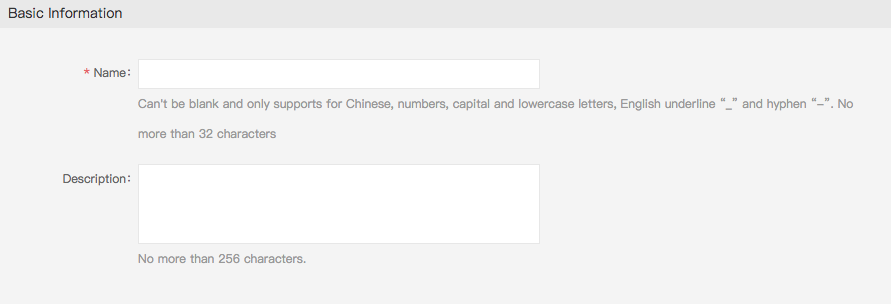 Basic Information
* Name:
Can't be blank and only supports for Chinese, numbers, capital and lowercase letters, English underline “_” and hyphen “-”. No
more than 32 characters
Description:
No more than 256 characters.